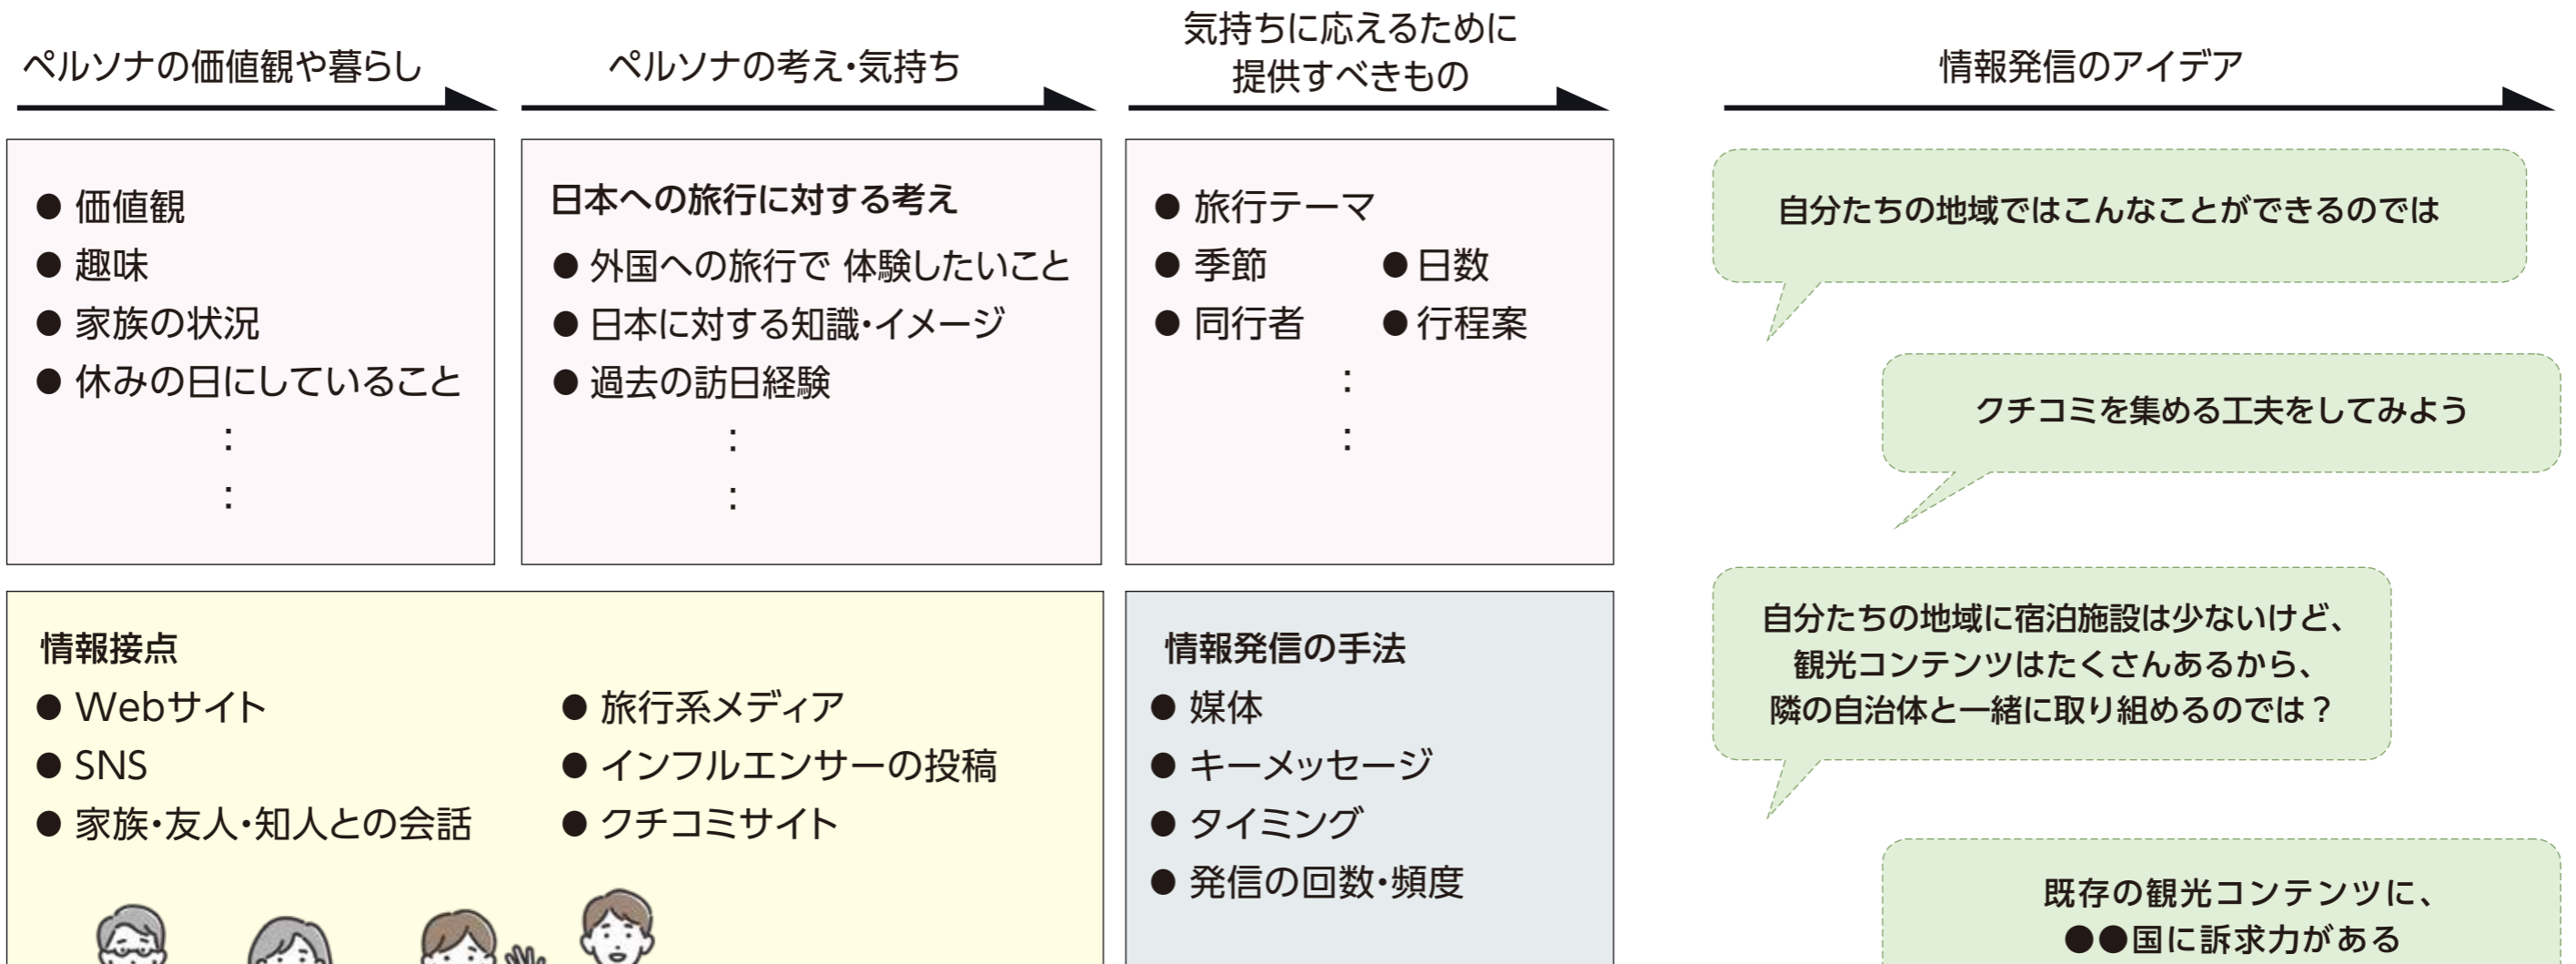 ペルソナの価値観や暮らし
ペルソナの考え・気持ち
気持ちに応えるために
提供すべきもの
情報発信のアイデア
● 価値観
● 趣味
● 家族の状況
● 休みの日にしていること
：
：
日本への旅行に対する考え
● 外国への旅行で 体験したいこと
● 日本に対する知識・イメージ
● 過去の訪日経験
：
：
● 旅行テーマ
● 季節 ● 日数
● 同行者 ● 行程案
：
：
自分たちの地域ではこんなことができるのでは
クチコミを集める工夫をしてみよう
自分たちの地域に宿泊施設は少ないけど、
観光コンテンツはたくさんあるから、
隣の自治体と一緒に取り組めるのでは？
既存の観光コンテンツに、
●●国に訴求力がある
情報接点
● Webサイト
● SNS
● 家族・友人・知人との会話
● 旅行系メディア
● インフルエンサーの投稿
● クチコミサイト
情報発信の手法
● 媒体
● キーメッセージ
● タイミング
● 発信の回数・頻度